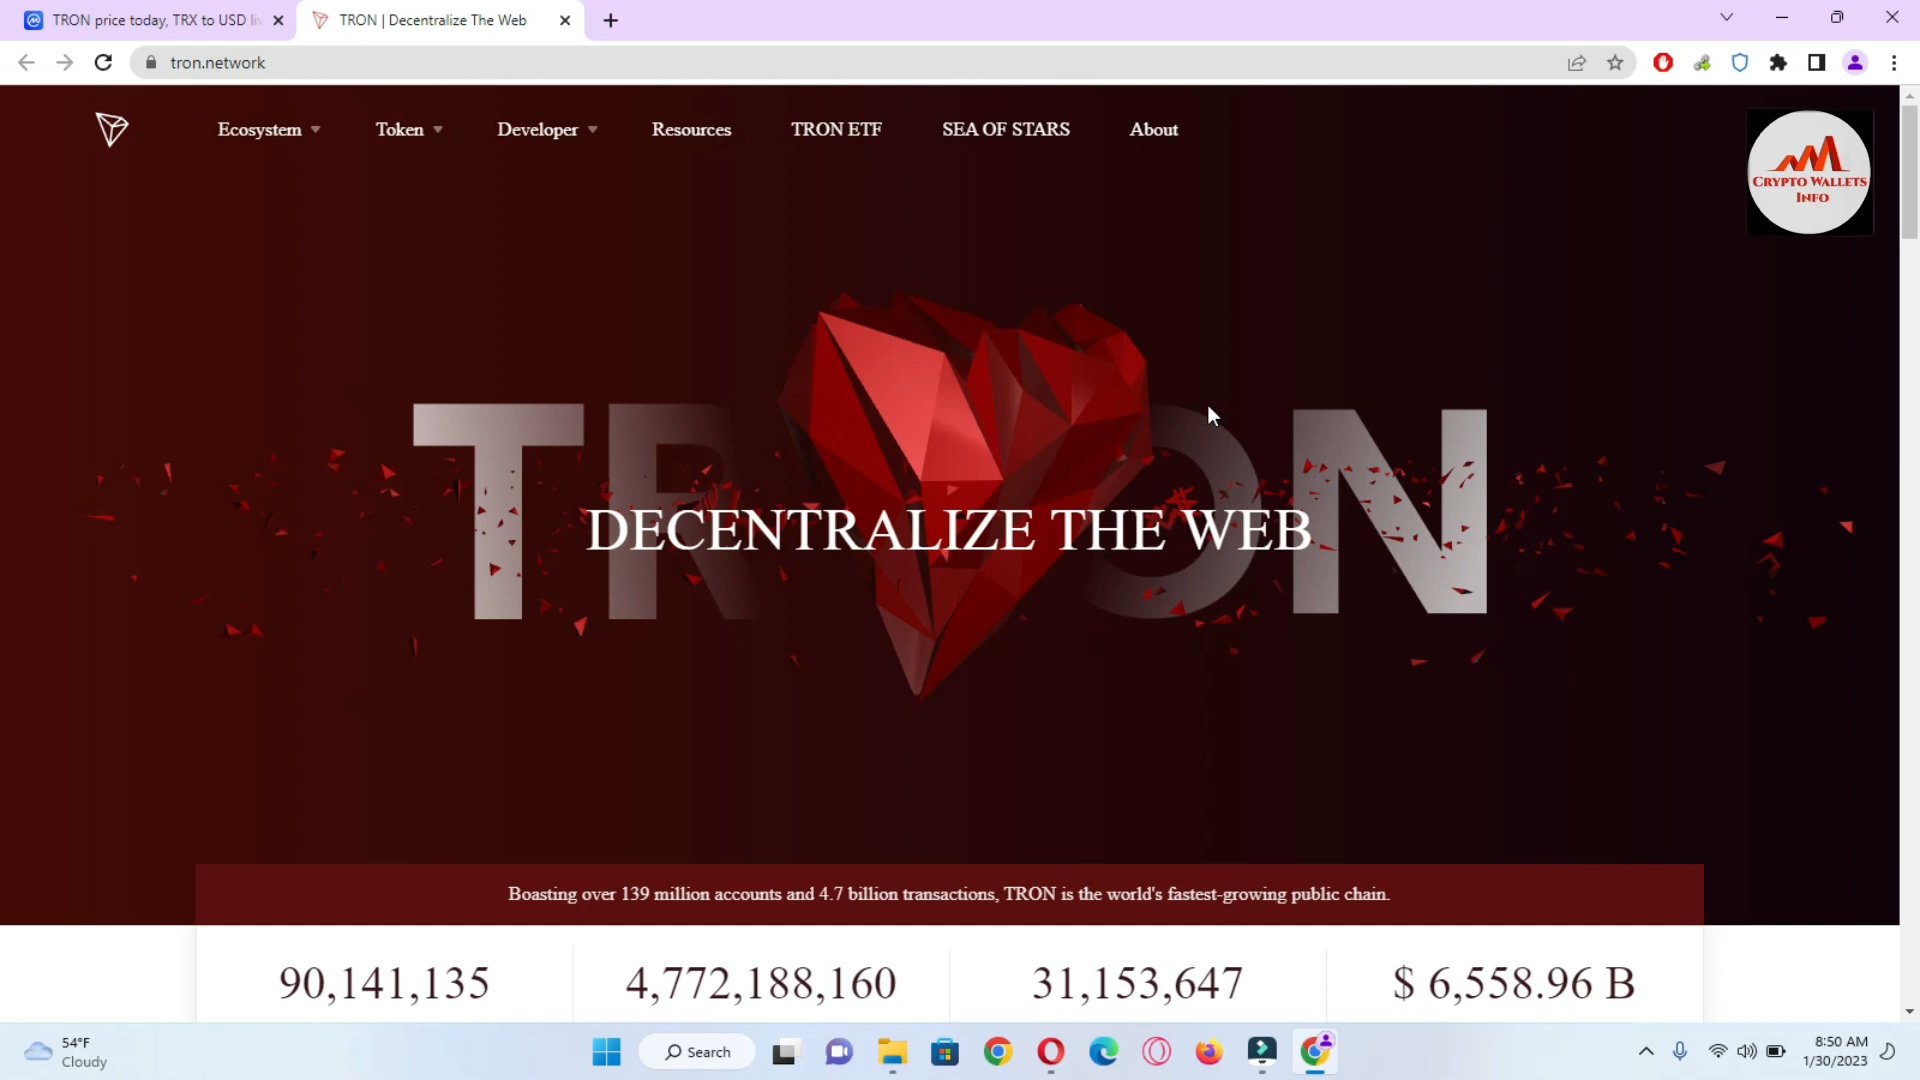 TRON price today, TRX to USD li
TRON | Decentralize The Web
tron.network
Ecosystem
Token
Developer
Resources
TRON ETF
SEA OF STARS
About
CRYPTO WALLETS
INFO
TRON
DECENTRALIZE THE WEB
Boasting over 139 million accounts and 4.7 billion transactions, TRON is the world's fastest-growing public chain.
90,141,135
4,772,188,160
31,153,647
$ 6,558.96 B
54°F
Cloudy
Search
8:50 AM
1/30/2023